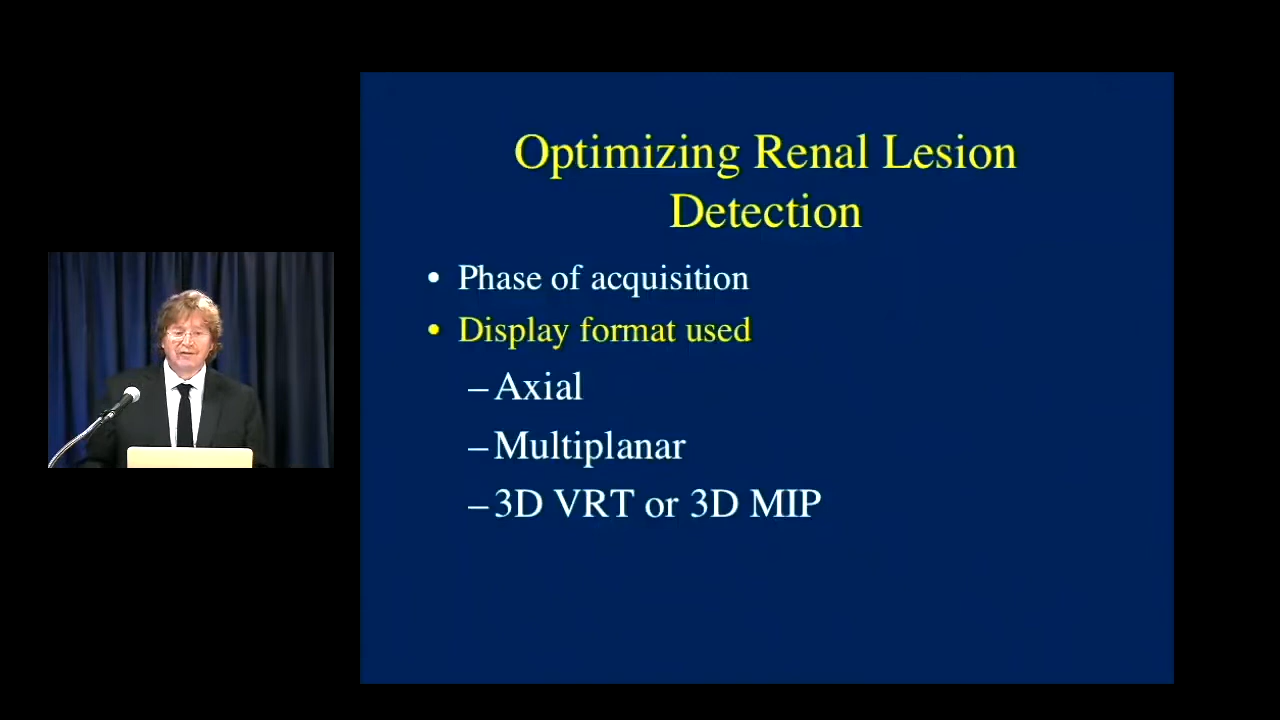 Optimizing Renal Lesion
Detection
• Phase of acquisition
• Display format used
– Axial
– Multiplanar
– 3D VRT or 3D MIP